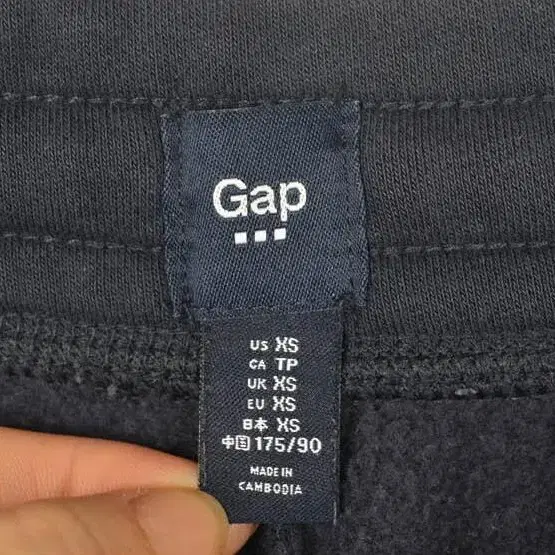 Gap
US XS
CA TP
UK XS
EU XS
日本 XS
中国 175/90
MADE IN
CAMBODIA